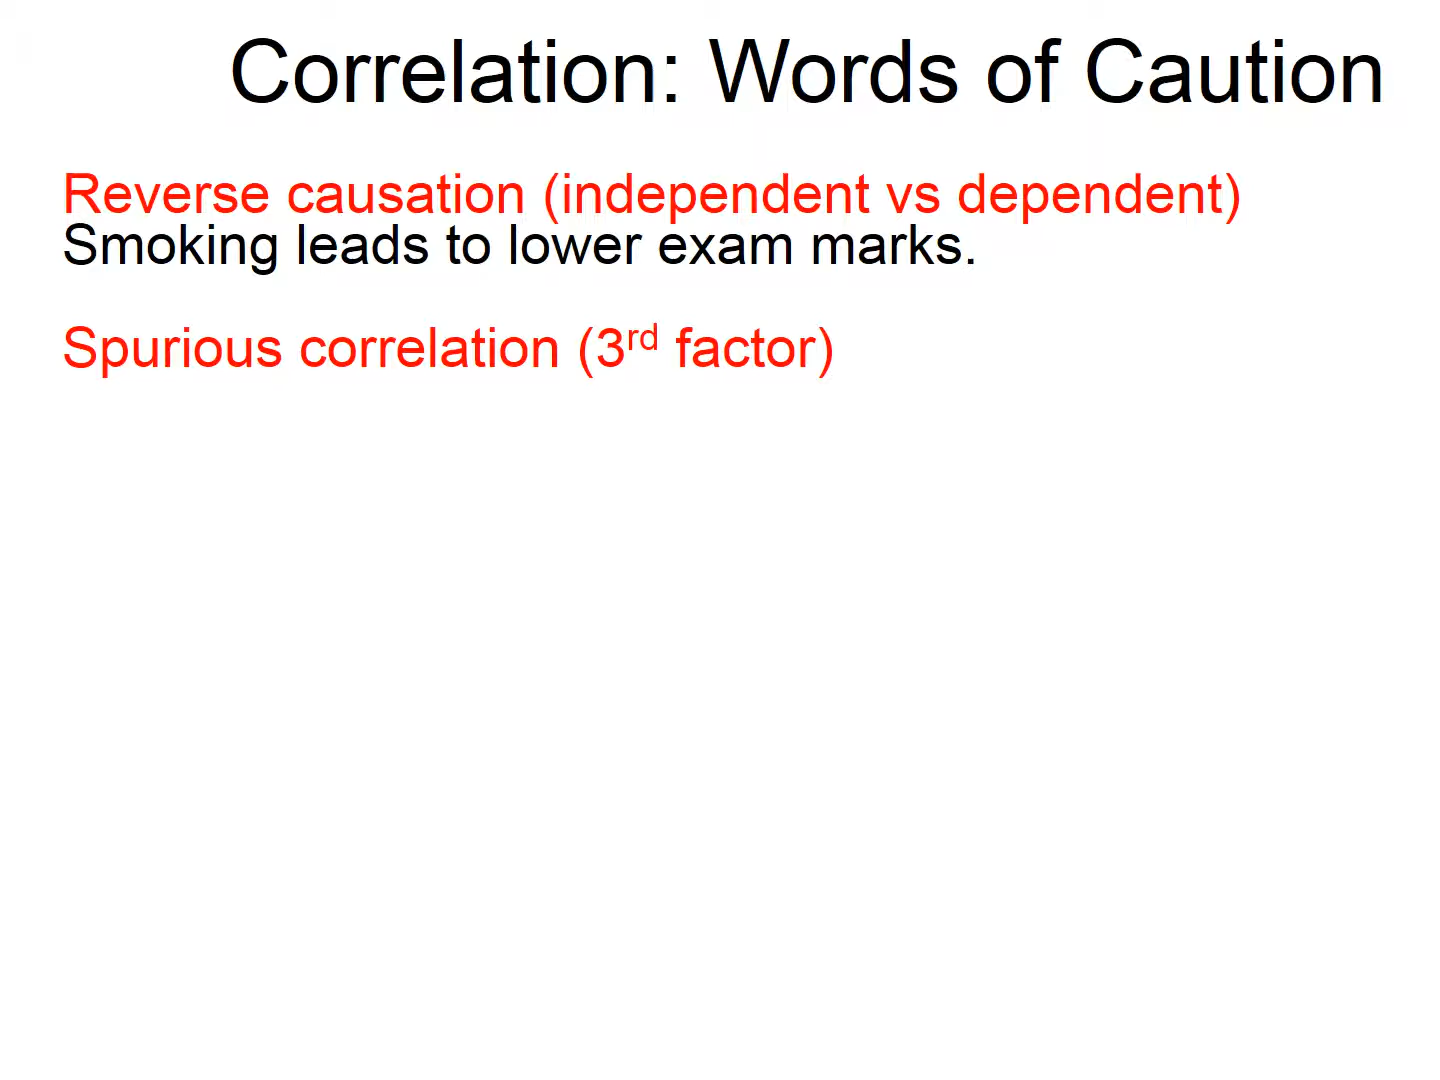 Correlation: Words of Caution
Reverse causation (independent vs dependent)
Smoking leads to lower exam marks.
Spurious correlation (3rd factor)